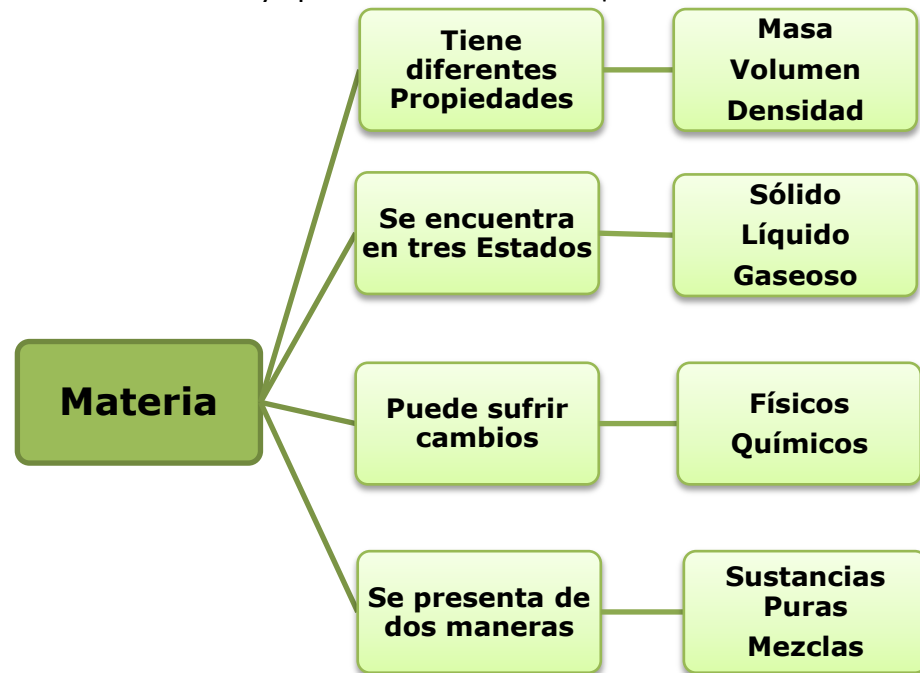 Tiene
diferentes
Propiedades
Masa
Volumen
Densidad
Se encuentra
en tres Estados
Sólido
Líquido
Gaseoso
Materia
Puede sufrir
cambios
Físicos
Químicos
Se presenta de
dos maneras
Sustancias
Puras
Mezclas